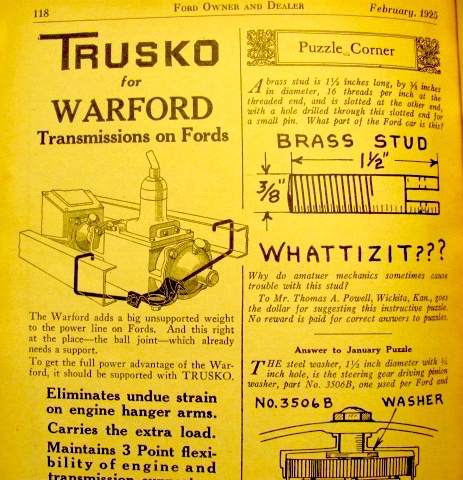 118
FORD OWNER AND DEALER
February, 1925
TRUSKO
for
WARFORD
Transmissions on Fords
The Warford adds a big unsupported weight
to the power line on Fords. And this right
at the place—the ball joint—which already
needs a support.
To get the full power advantage of the War-
ford, it should be supported with TRUSKO.
Eliminates undue strain
on engine hanger arms.
Carries the extra load.
Maintains 3 Point flexi-
bility of engine and
transmission
Puzzle Corner
A brass stud is 1½ inches long, by ⅜ inches
in diameter, 16 threads per inch at the
threaded end, and is slotted at the other end,
with a hole drilled through this slotted end for
a small pin. What part of the Ford car is this?
BRASS STUD
1½"
3/8"
WHATTIZIT???
Why do amatuer mechanics sometimes cause
trouble with this stud?
To Mr. Thomas A. Powell, Wichita, Kan., goes
the dollar for suggesting this instructive puzzle.
No reward is paid for correct answers to puzzles.
Answer to January Puzzle
THE steel washer, 1½ inch diameter with ¾
inch hole, is the steering gear driving pinion
washer, part No. 3506B, one used per Ford and
NO. 3506B WASHER